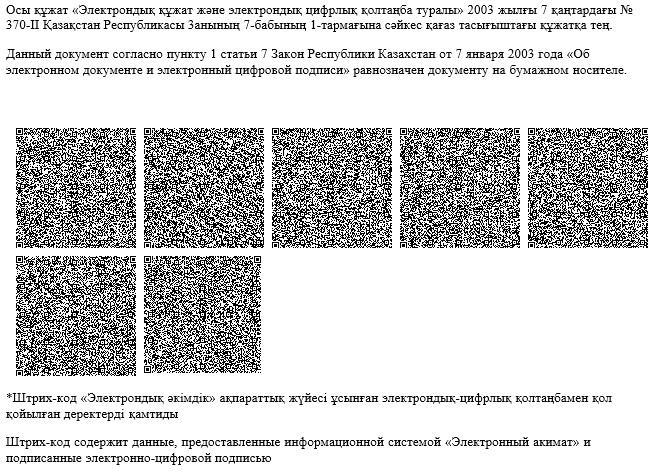 Осы құжат «Электрондық құжат және электрондық цифрлық қолтаңба туралы» 2003 жылғы 7 қаңтардағы №
370-II Қазақстан Республикасы Заңының 7-бабының 1-тармағына сәйкес қағаз тасығыштағы құжатқа тең.
Данный документ согласно пункту 1 статьи 7 Закон Республики Казахстан от 7 января 2003 года «Об
электронном документе и электронный цифровой подписи» равнозначен документу на бумажном носителе.
*Штрих-код «Электрондық әкімдік» ақпараттық жүйесі ұсынған электрондық-цифрлық қолтаңбамен қол
қойылған деректерді қамтиды
Штрих-код содержит данные, предоставленные информационной системой «Электронный акимат» и
подписанные электронно-цифровой подписью